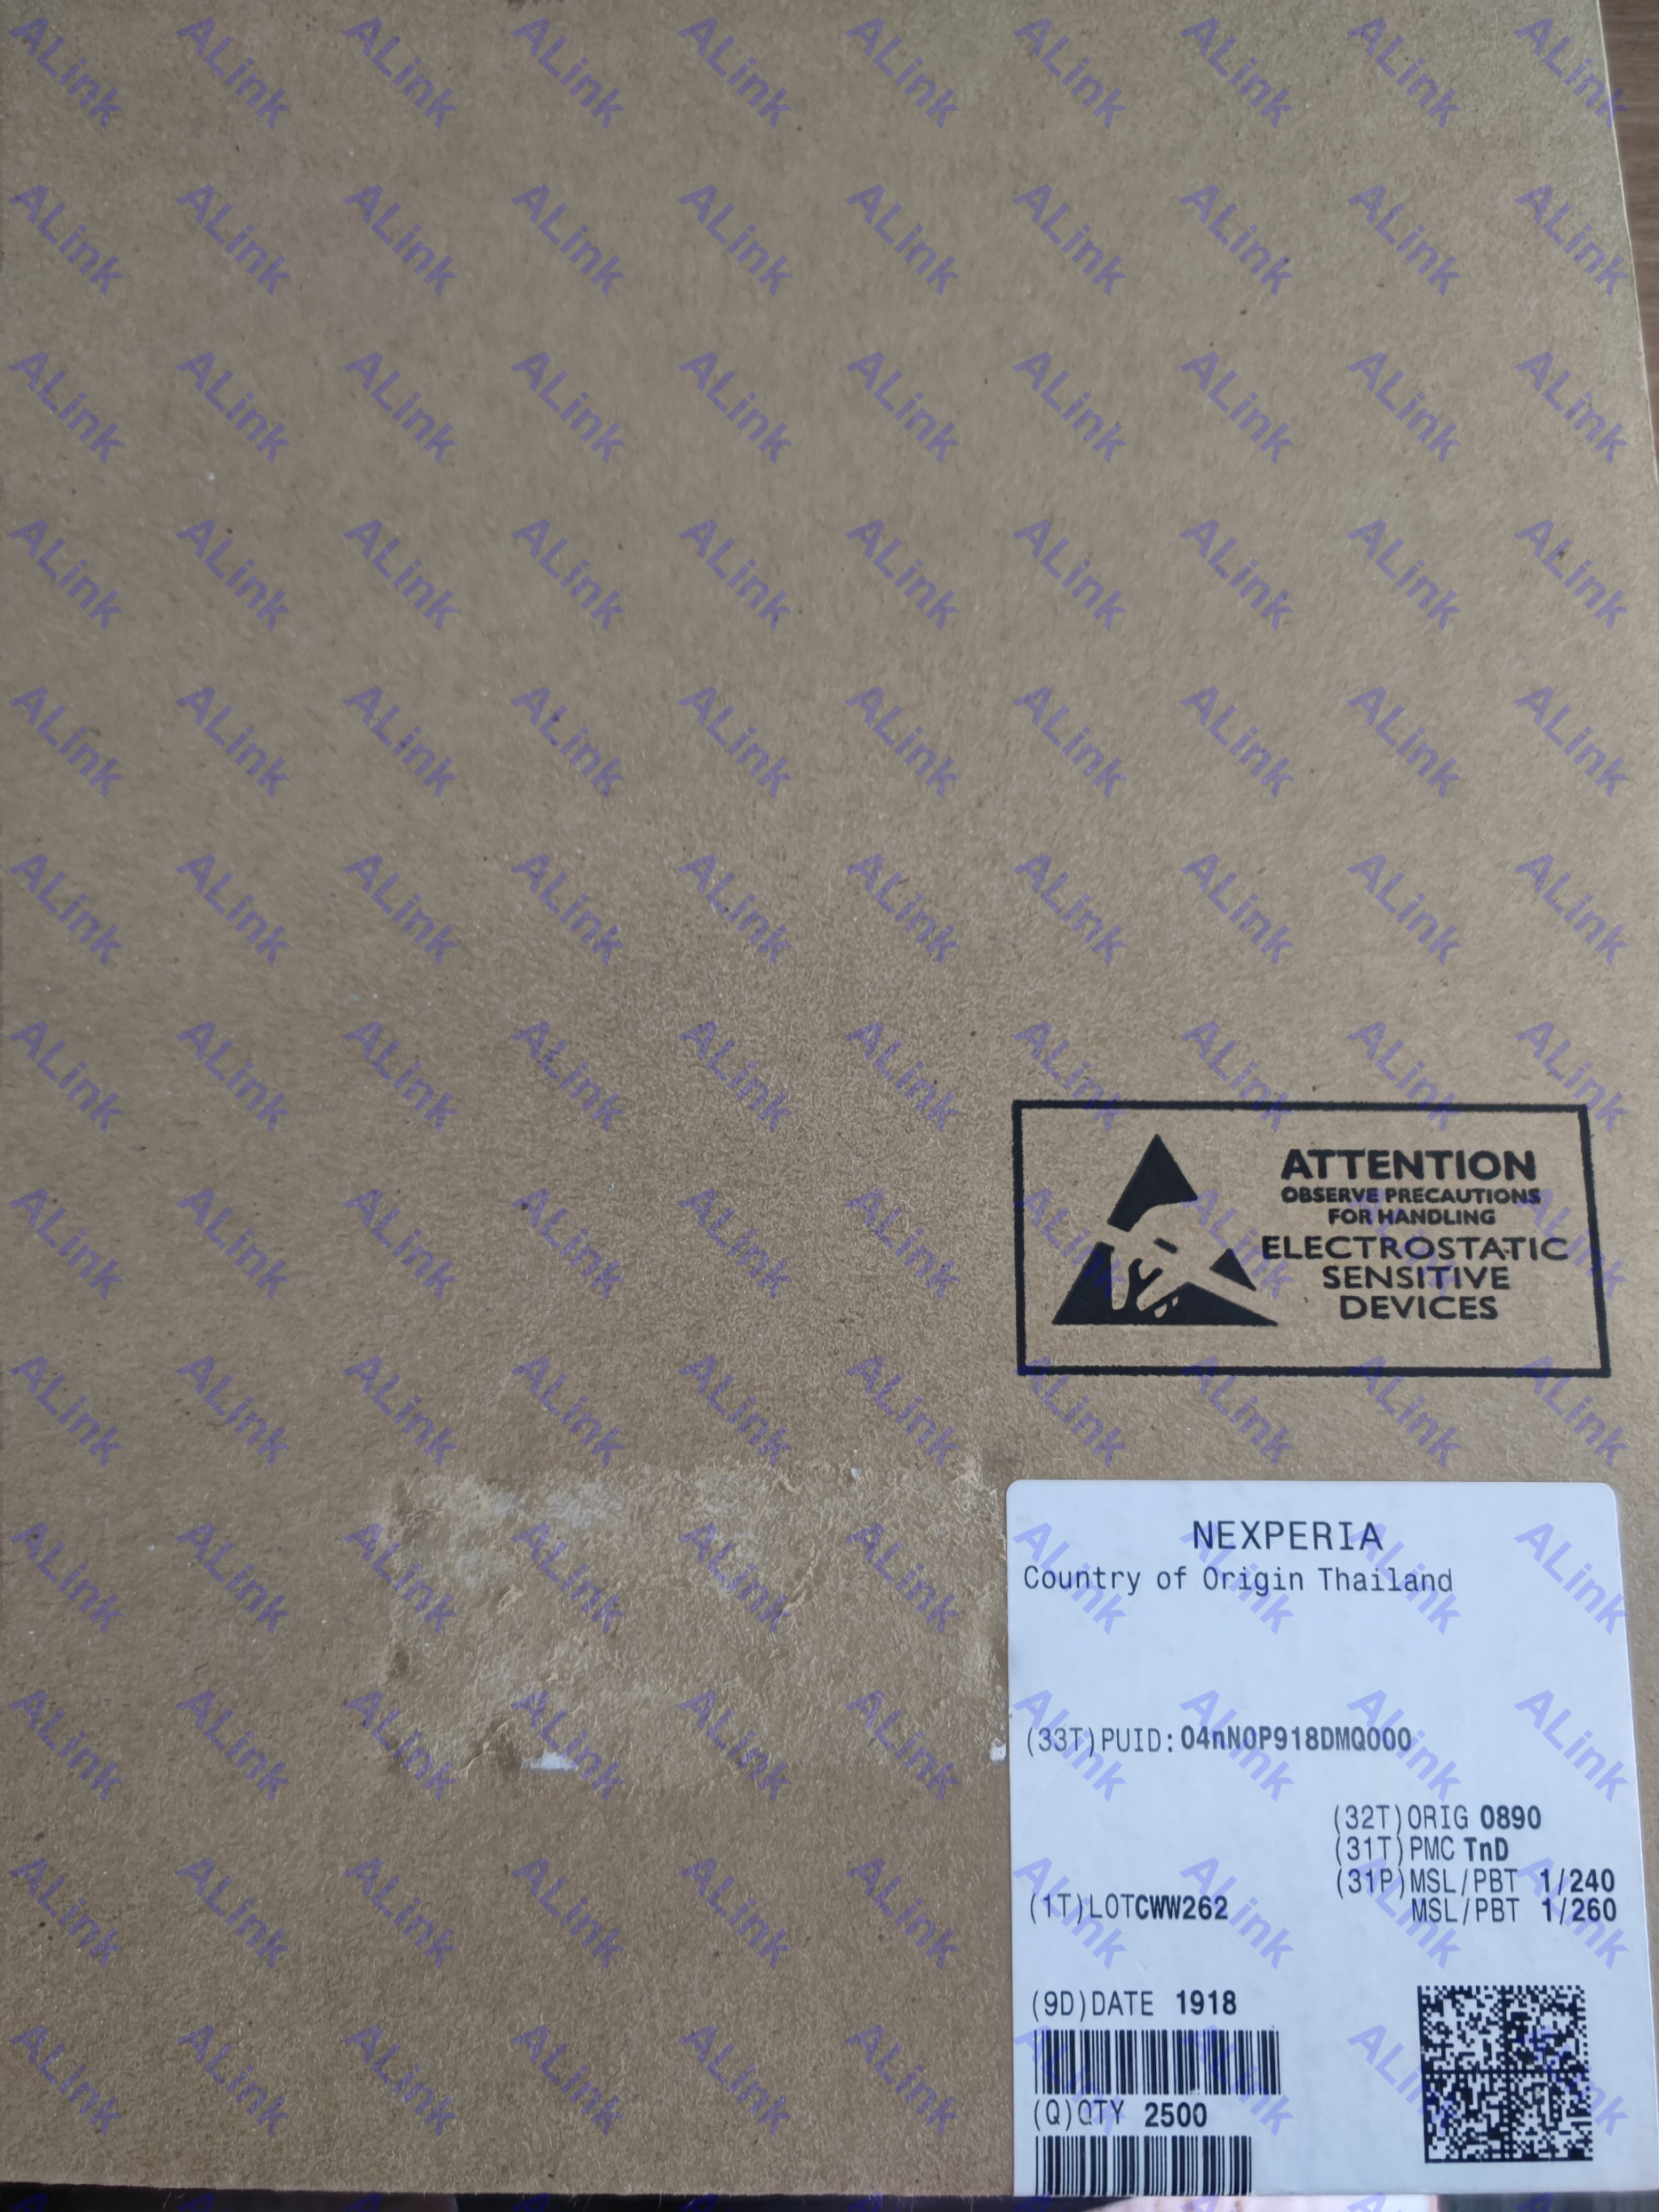 ATTENTION
OBSERVE PRECAUTIONS
FOR HANDLING
ELECTROSTATIC
SENSITIVE
DEVICES
NEXPERIA
Country of Origin Thailand
(33T)PUID:04nN0P918DMQ000
(32T)ORIG 0890
(31T)PMC TnD
(31P)MSL/PBT 1/240
MSL/PBT 1/260
(1T)LOTCWW262
(9D)DATE 1918
(Q)QTY 2500
ALink